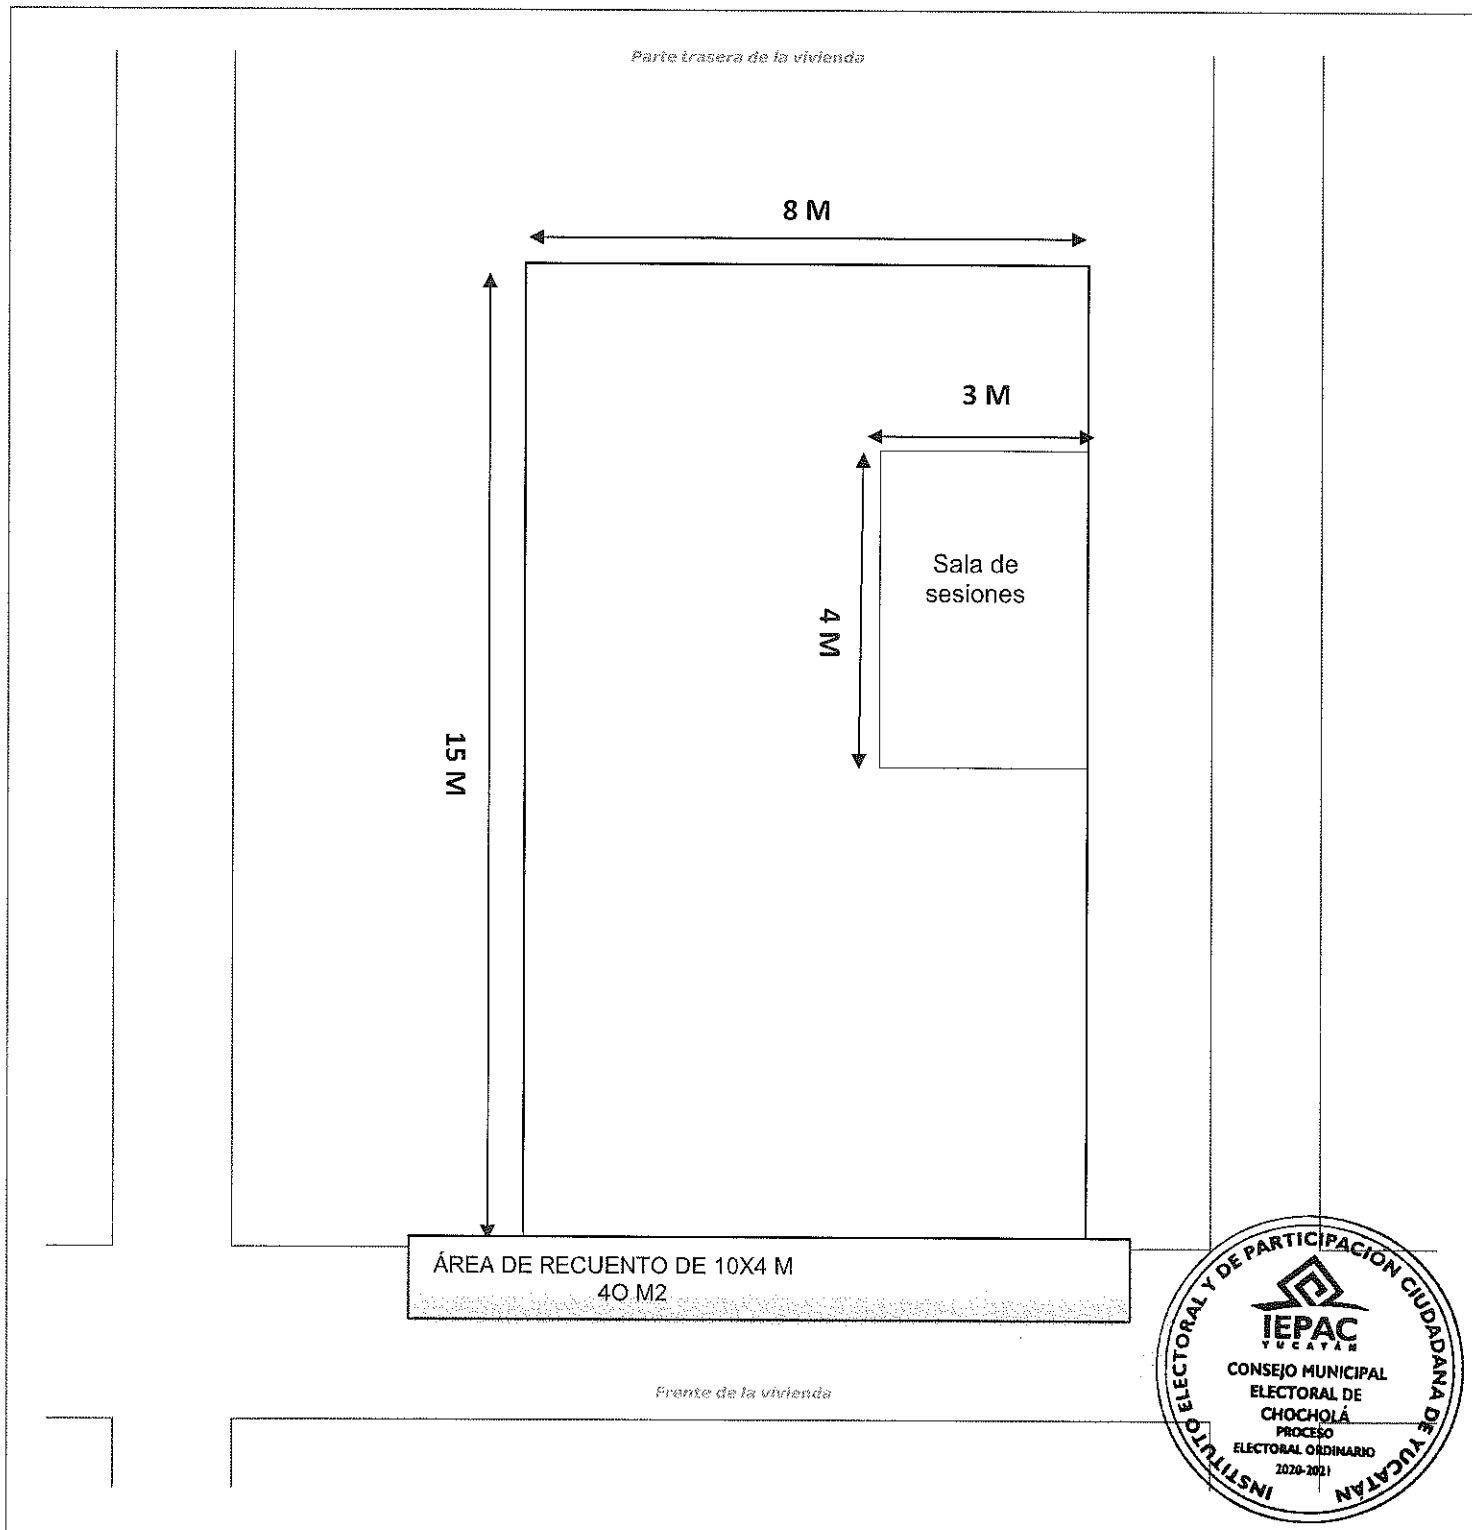 Parte trasera de la vivienda
8 M
3 M
Sala de
sesiones
4 M
15 M
ÁREA DE RECUENTO DE 10X4 M
4O M2
Frente de la vivienda
INSTITUTO ELECTORAL Y DE PARTICIPACIÓN CIUDADANA DE YUCATÁN
IEPAC
YUCATÁN
CONSEJO MUNICIPAL
ELECTORAL DE
CHOCHOLÁ
PROCESO
ELECTORAL ORDINARIO
2020-2021